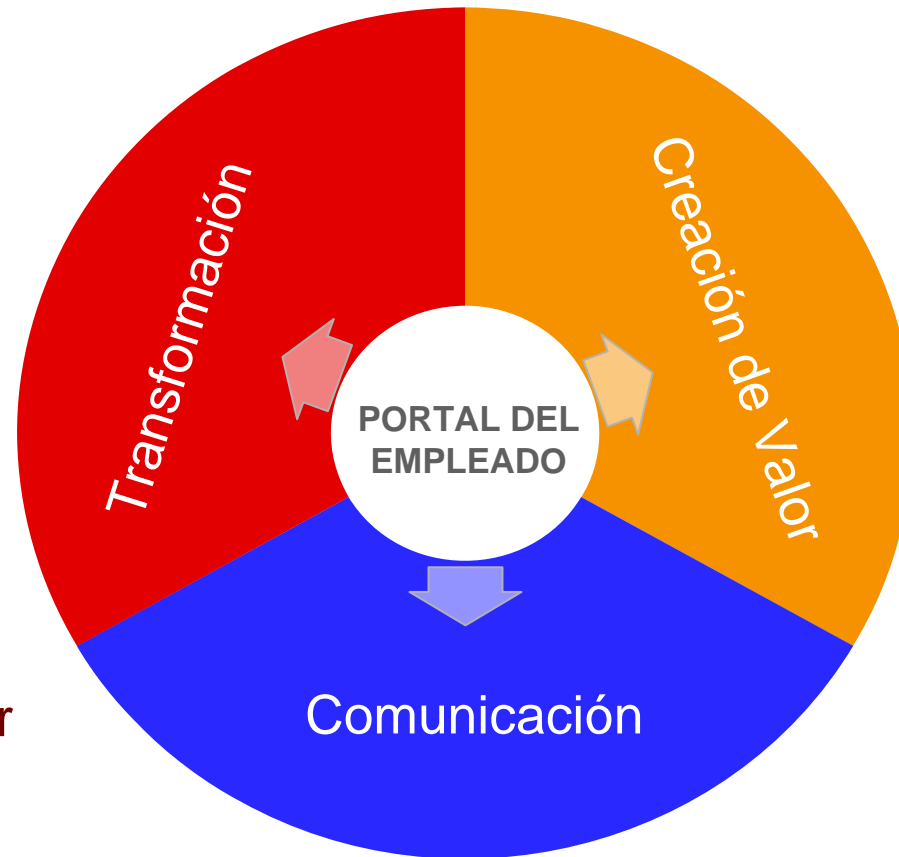 Transformación
Creación de Valor
PORTAL DEL
EMPLEADO
Comunicación
r